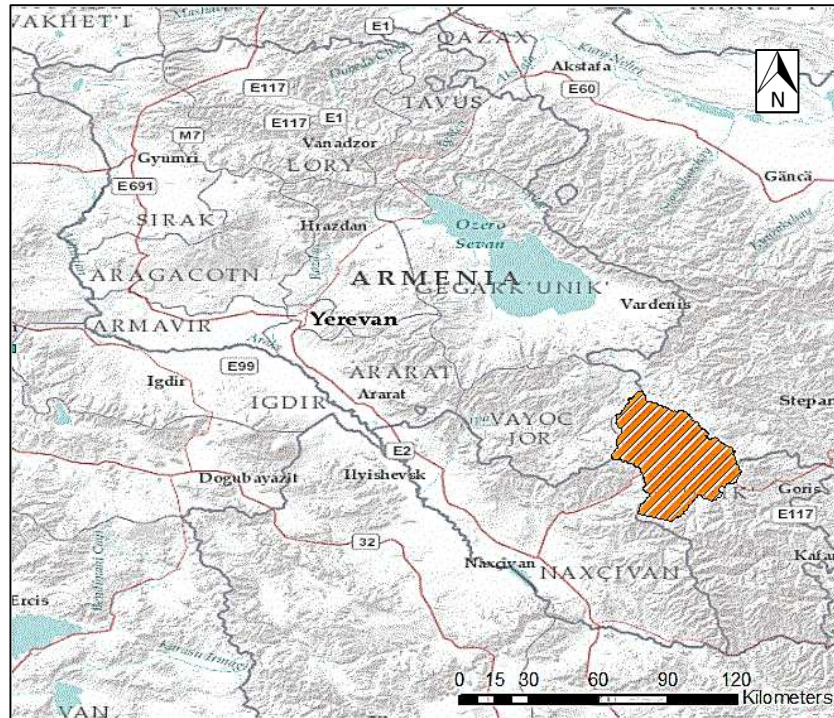 VAKHET'I
E1
QAZAX
Akstafa
E117
E60
TAVUS
E117
E1
M7
Vanadzor
Gyumri
LORY
Gäncä
E691
SIRAK
Hrazdan
Ozero
Sevan
ARAGACOTN
ARMENIA
GEGARK'UNIK'
Vardenis
ARMAVIR
Yerevan
E99
ARARAT
Igdir
Ararat
IGDIR
VAYOC
JOR
Stepan
E2
Dogubayazit
Ilyishevsk
K
Goris
E117
32
Kafan
Naxçivan
NAXÇIVAN
Ercis
Karasu Irmagi
VAN
N
0 15 30 60 90 120
Kilometers